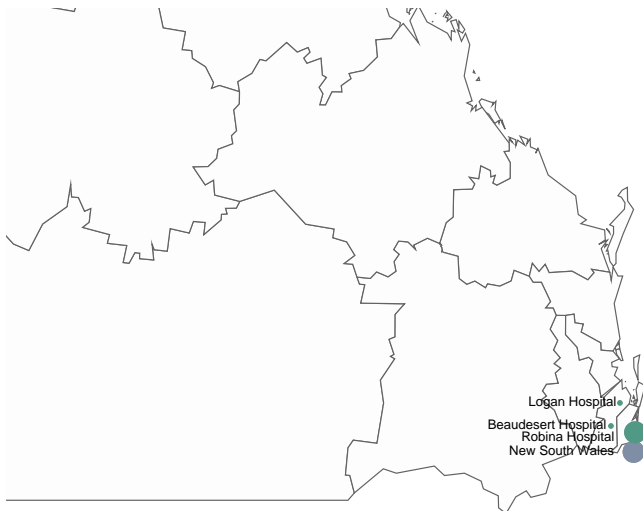 Logan Hospital
Beaudesert Hospital
Robina Hospital
New South Wales